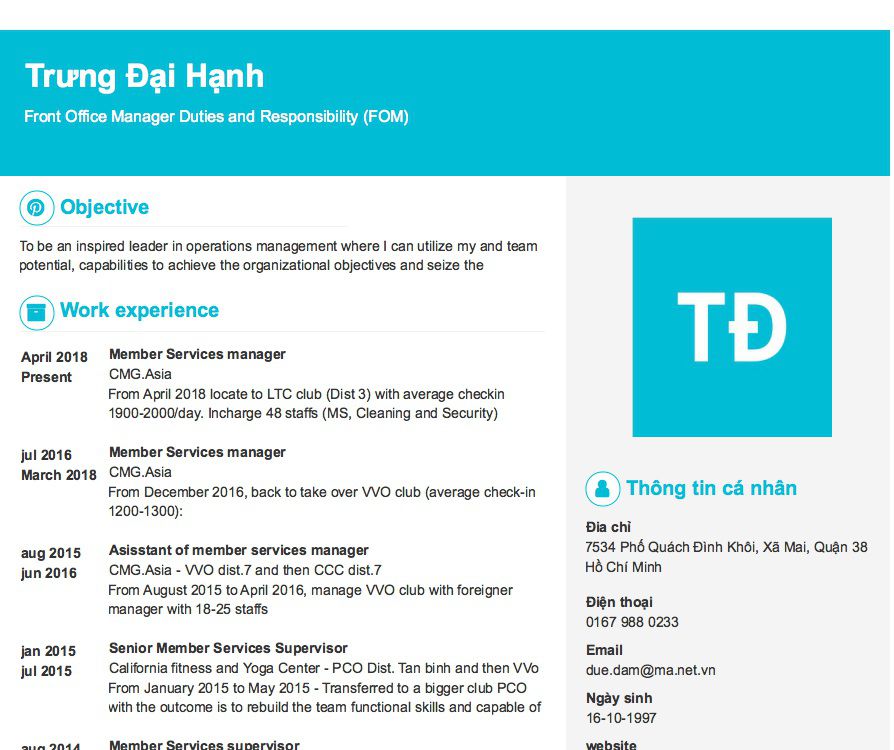 Trưng Đại Hạnh
Front Office Manager Duties and Responsibility (FOM)
Objective
To be an inspired leader in operations management where I can utilize my and team
potential, capabilities to achieve the organizational objectives and seize the
Work experience
April 2018
Present
Member Services manager
CMG.Asia
From April 2018 locate to LTC club (Dist 3) with average checkin
1900-2000/day. Incharge 48 staffs (MS, Cleaning and Security)
jul 2016
March 2018
Member Services manager
CMG.Asia
From December 2016, back to take over VVO club (average check-in
1200-1300):
aug 2015
jun 2016
Asisstant of member services manager
CMG.Asia - VVO dist.7 and then CCC dist.7
From August 2015 to April 2016, manage VVO club with foreigner
manager with 18-25 staffs
jan 2015
jul 2015
Senior Member Services Supervisor
California fitness and Yoga Center - PCO Dist. Tan binh and then VVo
From January 2015 to May 2015 - Transferred to a bigger club PCO
with the outcome is to rebuild the team functional skills and capable of
aug 2014
Member Services supervisor
TĐ
Thông tin cá nhân
Đia chỉ
7534 Phố Quách Đình Khôi, Xã Mai, Quận 38
Hồ Chí Minh
Điện thoại
0167 988 0233
Email
due.dam@ma.net.vn
Ngày sinh
16-10-1997
website